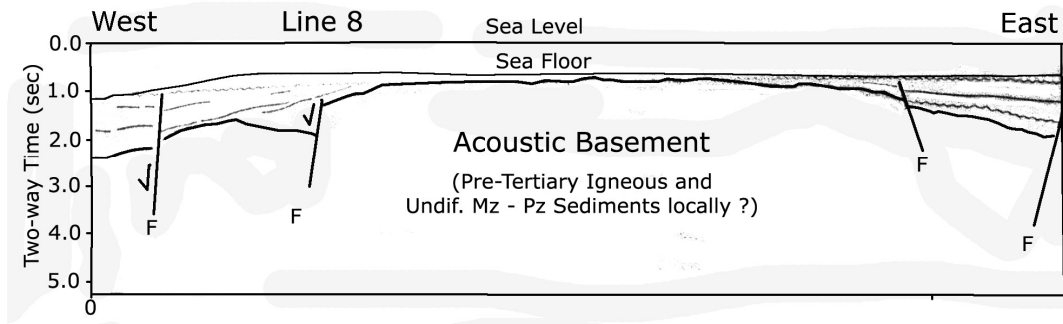 West
Line 8
Sea Level
East
0.0
Sea Floor
1.0
2.0
Acoustic Basement
F
3.0
(Pre-Tertiary Igneous and
Undif. Mz - Pz Sediments locally ?)
F
F
4.0
F
5.0
0
Two-way Time (sec)